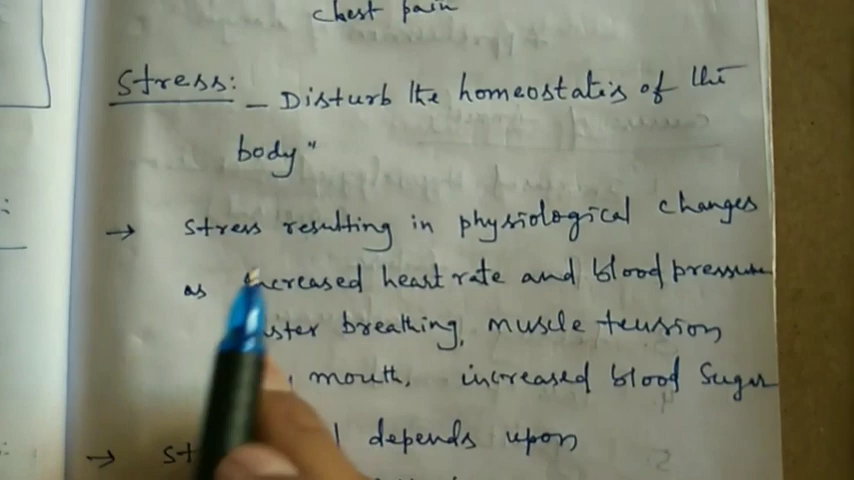 chest pain
Stress: - Disturb the homeostatis of the
body"
→ stress resulting in physiological changes
as increased heart rate and blood pressure
breathing, muscle tension
mouth, increased blood sugar
→ depends upon